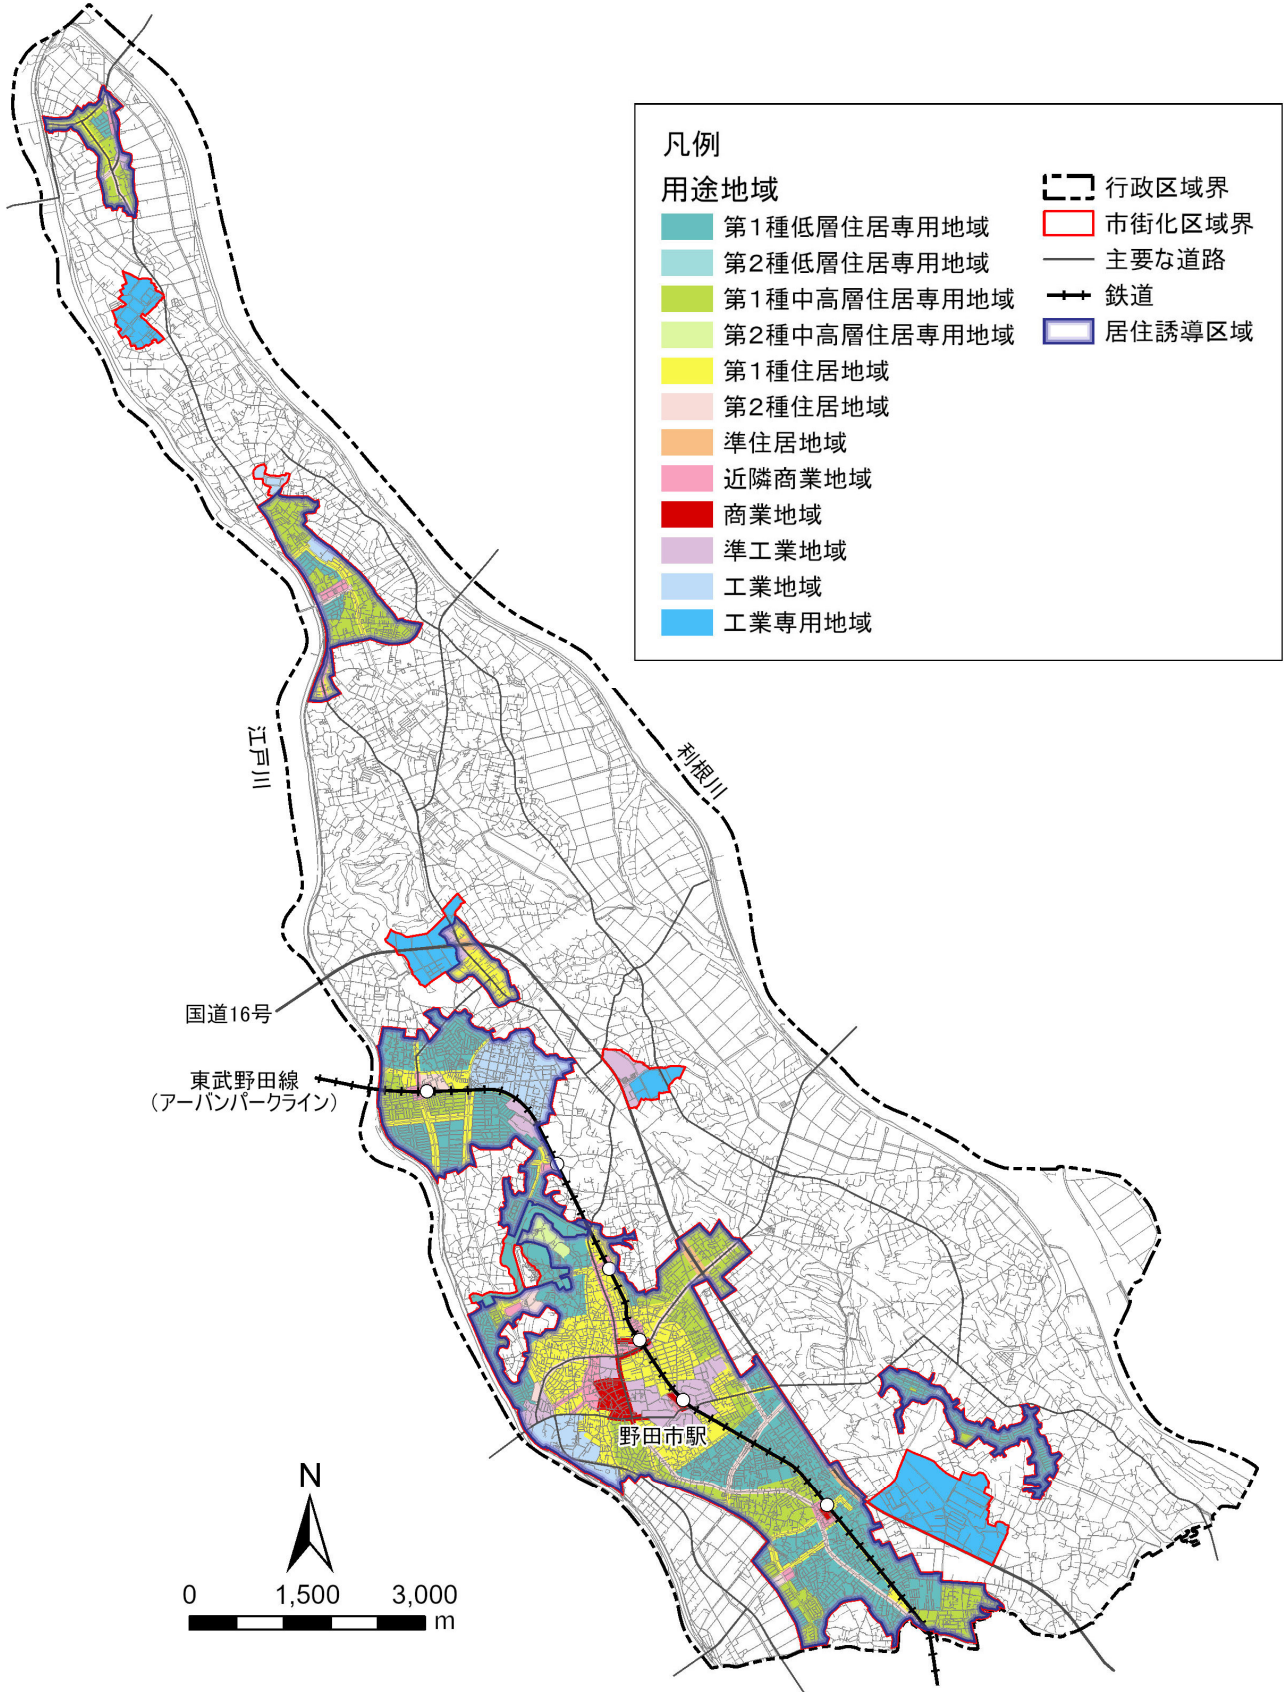 凡例
用途地域
第1種低層住居専用地域
第2種低層住居専用地域
第1種中高層住居専用地域
第2種中高層住居専用地域
第1種住居地域
第2種住居地域
準住居地域
近隣商業地域
商業地域
準工業地域
工業地域
工業専用地域
行政区域界
市街化区域界
主要な道路
鉄道
居住誘導区域
江戸川
利根川
国道16号
東武野田線
（アーバンパークライン）
野田市駅
N
0 1,500 3,000
m